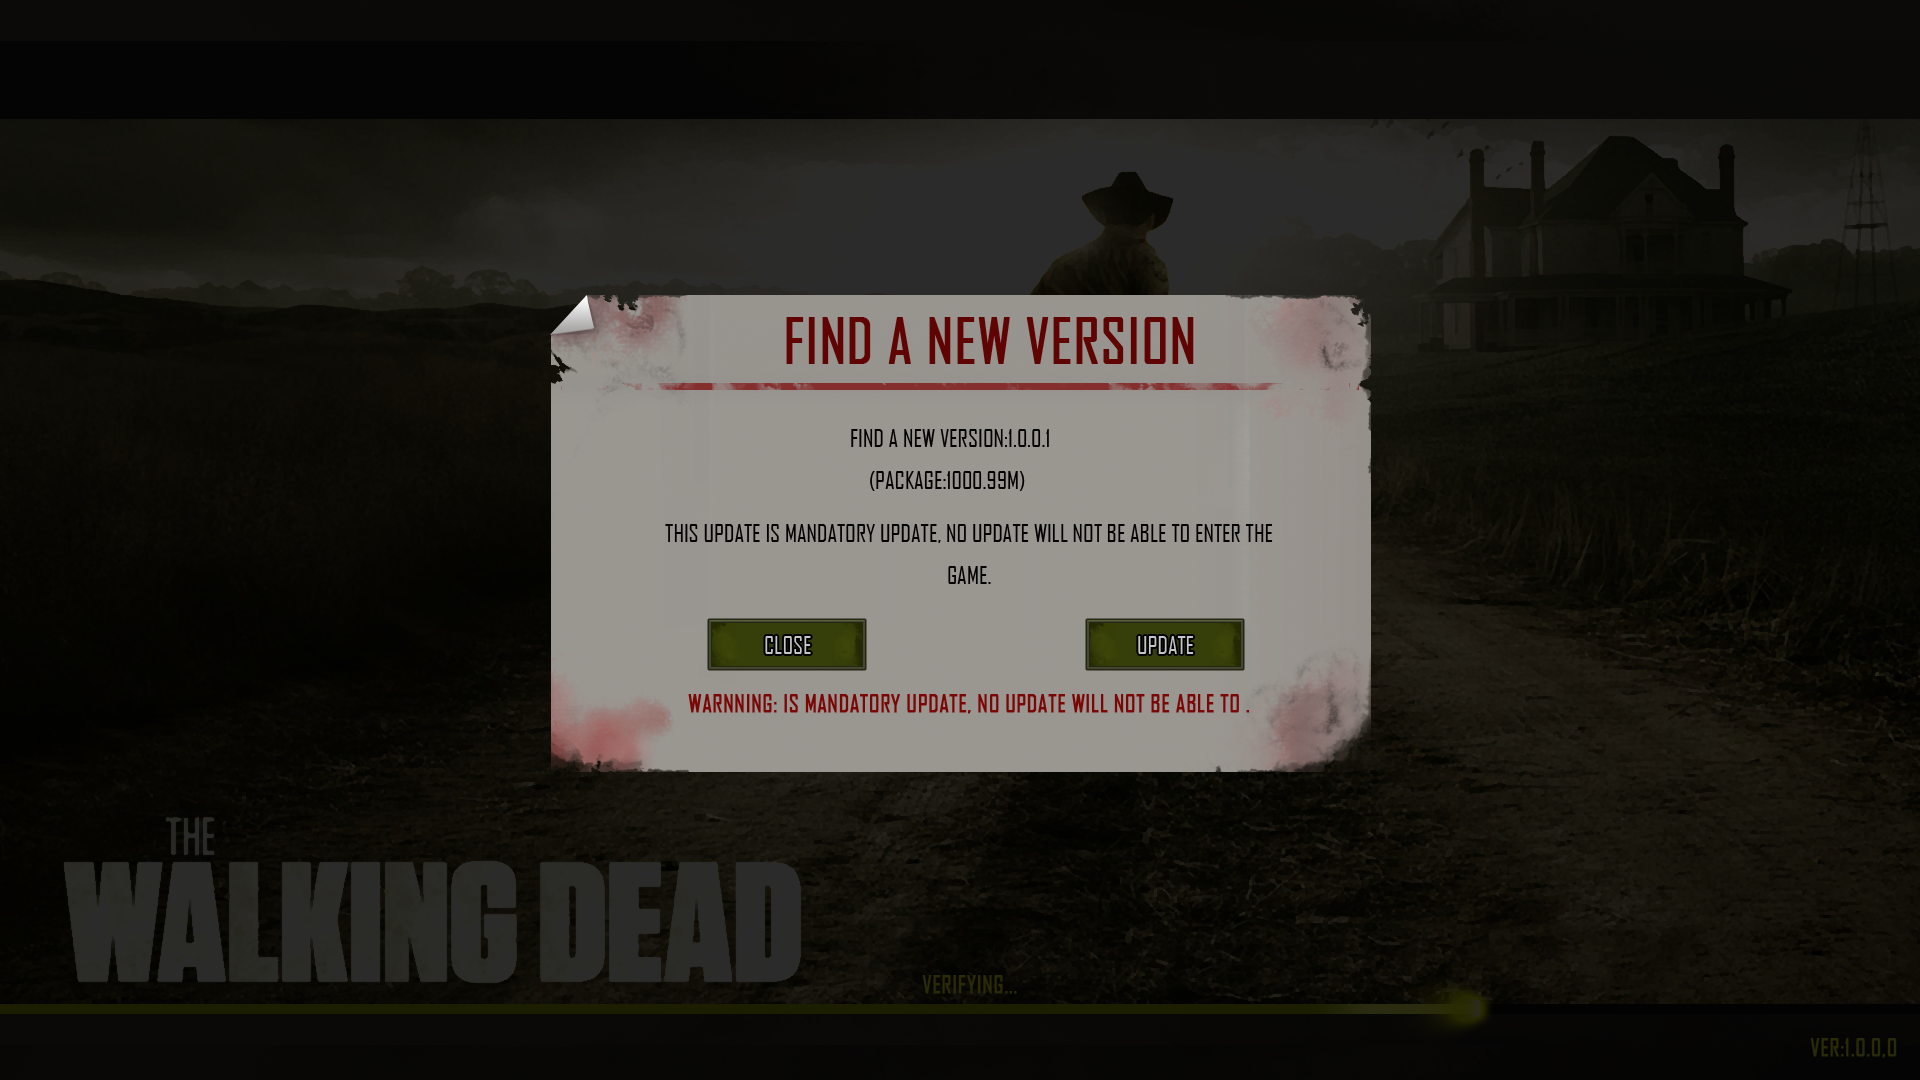 FIND A NEW VERSION
FIND A NEW VERSION:1.0.0.1
(PACKAGE:1000.99M)
THIS UPDATE IS MANDATORY UPDATE, NO UPDATE WILL NOT BE ABLE TO ENTER THE
GAME.
CLOSE
UPDATE
WARNNING: IS MANDATORY UPDATE, NO UPDATE WILL NOT BE ABLE TO .
THE
WALKING DEAD
VERIFYING...
VER:1.0.0,0